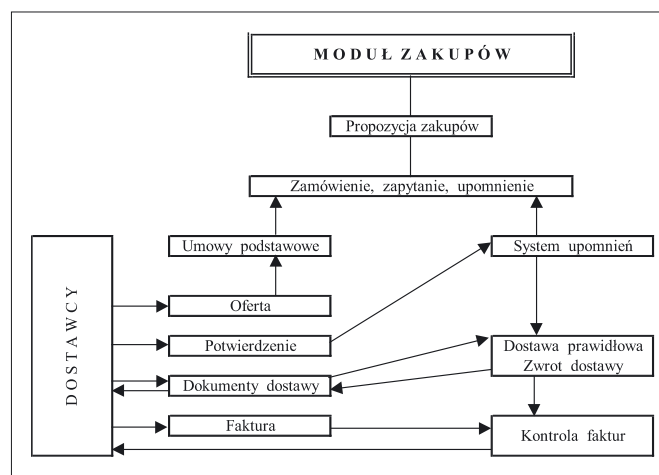 MODUŁ ZAKUPÓW
Propozycja zakupów
Zamówienie, zapytanie, upomnienie
Umowy podstawowe
System upomnień
DOSTAWCY
Oferta
Potwierdzenie
Dostawa prawidłowa
Zwrot dostawy
Dokumenty dostawy
Faktura
Kontrola faktur